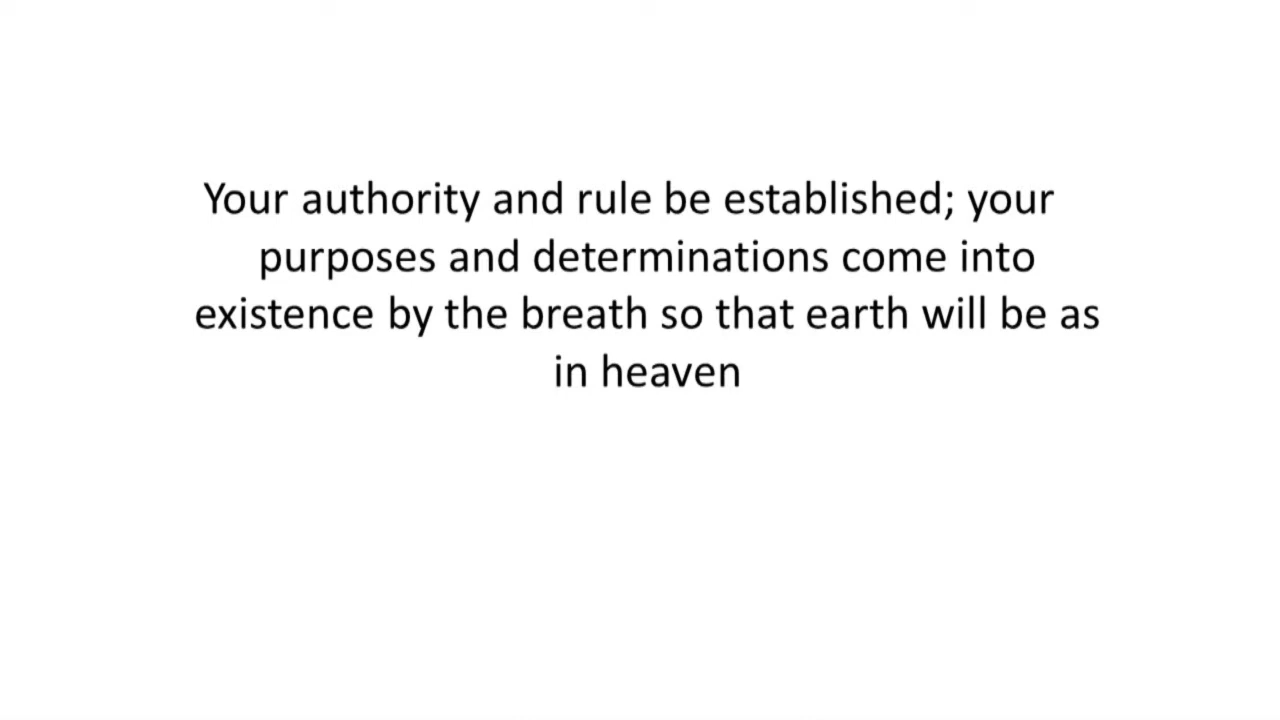 Your authority and rule be established; your
purposes and determinations come into
existence by the breath so that earth will be as
in heaven